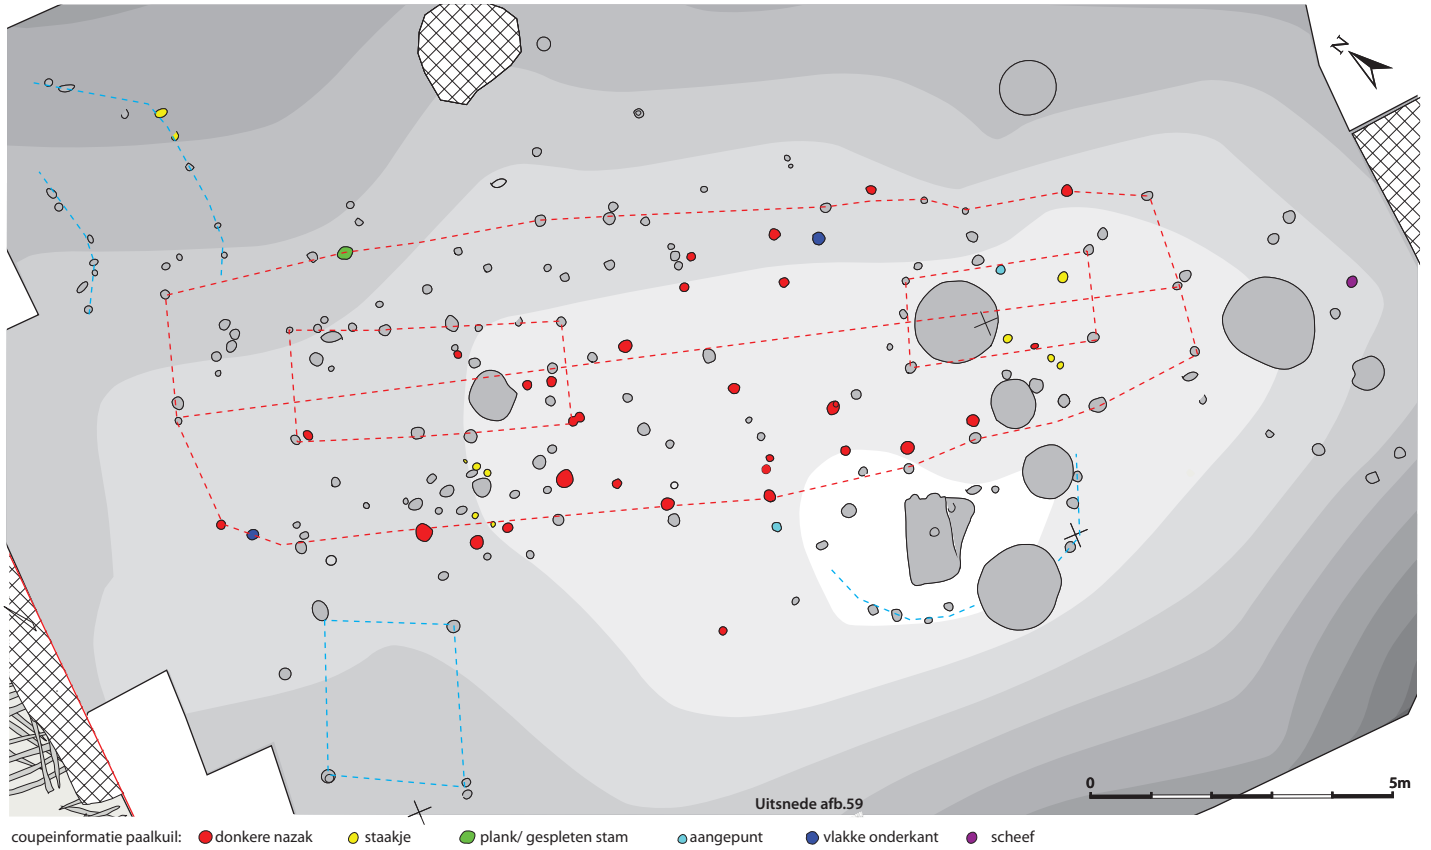 N
0 5m
Uitsnede afb.59
coupeinformatie paalkuil: donkere nazak staakje plank/ gespleten stam aangepunt vlakke onderkant scheef